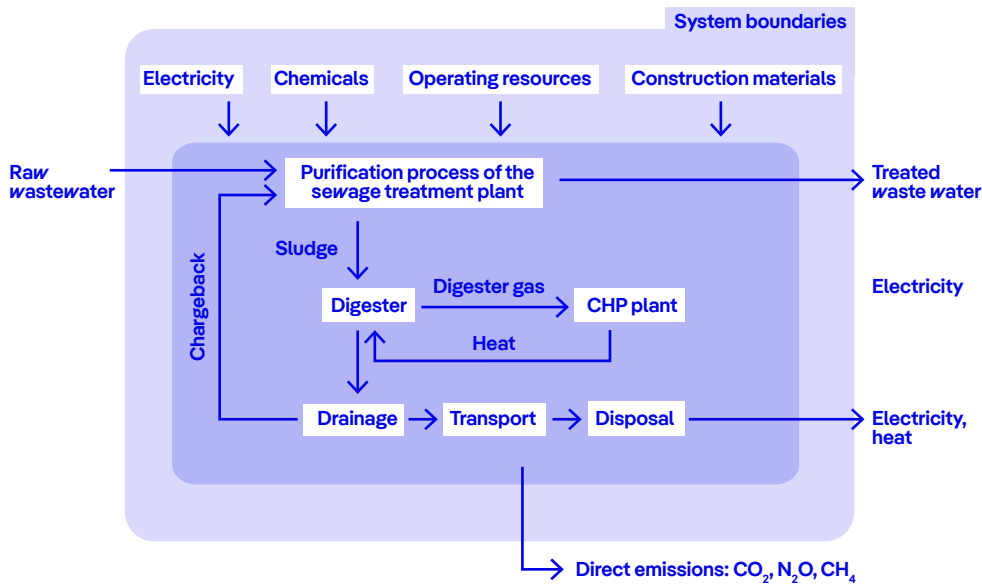 System boundaries
Electricity
Chemicals
Operating resources
Construction materials
Raw
wastewater
Purification process of the
sewage treatment plant
Treated
waste water
Sludge
Chargeback
Digester gas
Electricity
Digester
CHP plant
Heat
Drainage
Transport
Disposal
Electricity,
heat
Direct emissions: CO₂, N₂O, CH₄